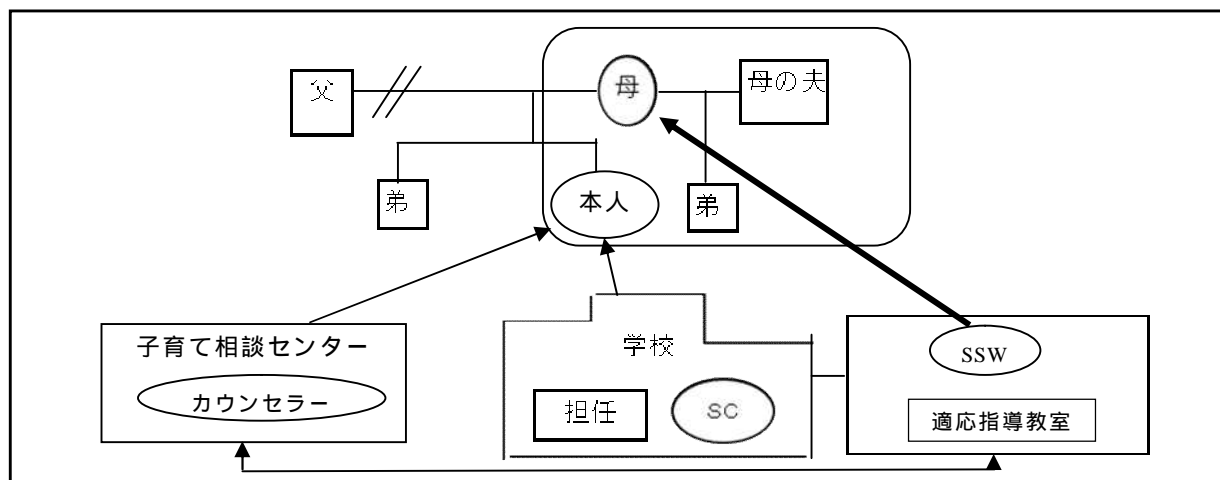 父
母
母の夫
弟
本人
弟
子育て相談センター
カウンセラー
学校
担任
SC
SSW
適応指導教室